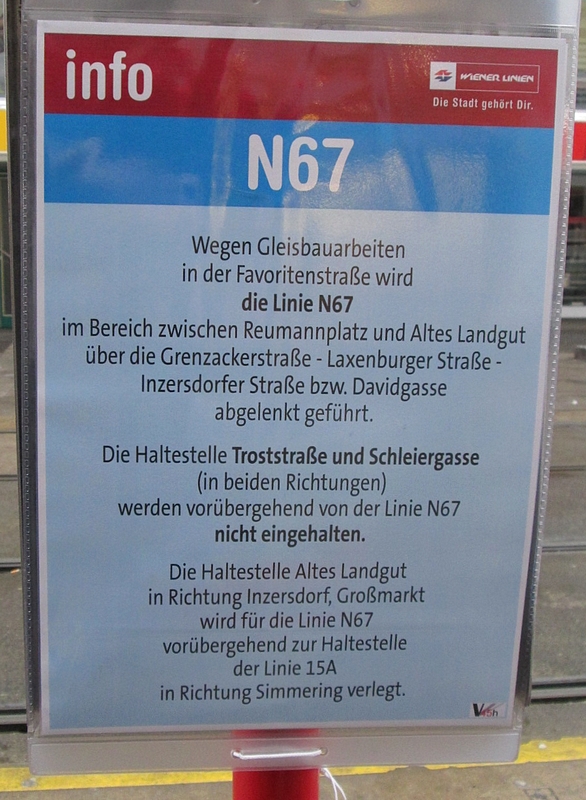 info
WIENER LINIEN
Die Stadt gehört Dir.
N67
Wegen Gleisbauarbeiten
in der Favoritenstraße wird
die Linie N67
im Bereich zwischen Reumannplatz und Altes Landgut
über die Grenzackerstraße - Laxenburger Straße -
Inzersdorfer Straße bzw. Davidgasse
abgelenkt geführt.
Die Haltestelle Troststraße und Schleiergasse
(in beiden Richtungen)
werden vorübergehend von der Linie N67
nicht eingehalten.
Die Haltestelle Altes Landgut
in Richtung Inzersdorf, Großmarkt
wird für die Linie N67
vorübergehend zur Haltestelle
der Linie 15A
in Richtung Simmering verlegt.